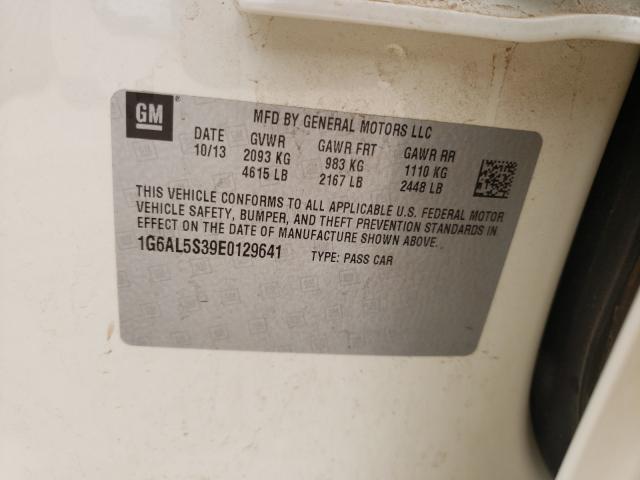 GM
MFD BY GENERAL MOTORS LLC
DATE GVWR GAWR FRT GAWR RR
10/13 2093 KG 983 KG 1110 KG
4615 LB 2167 LB 2448 LB
THIS VEHICLE CONFORMS TO ALL APPLICABLE U.S. FEDERAL MOTOR
VEHICLE SAFETY, BUMPER, AND THEFT PREVENTION STANDARDS IN
EFFECT ON THE DATE OF MANUFACTURE SHOWN ABOVE.
1G6AL5S39E0129641 TYPE: PASS CAR